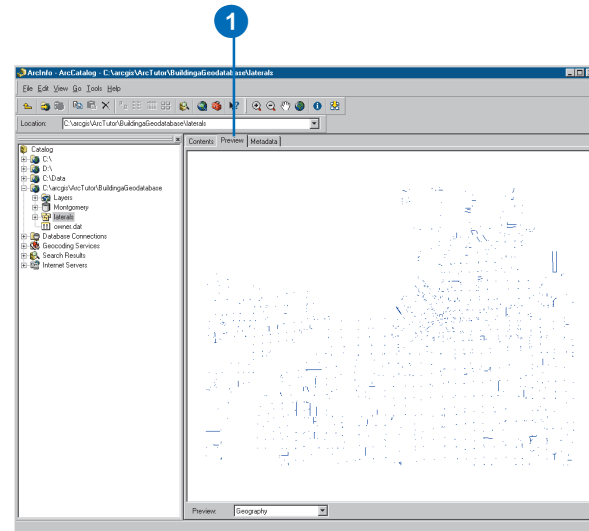 1
ArcInfo - ArcCatalog - C:\arcgis\ArcTutor\BuildingaGeodatabase\laterals
File Edit View Go Tools Help
Location: C:\arcgis\ArcTutor\BuildingaGeodatabase\laterals
Contents Preview Metadata
Catalog
C:\
D:\
C:\Data
C:\arcgis\ArcTutor\BuildingaGeodatabase
Layers
Montgomery
laterals
owner.dat
Database Connections
Geocoding Services
Search Results
Internet Servers
Preview: Geography